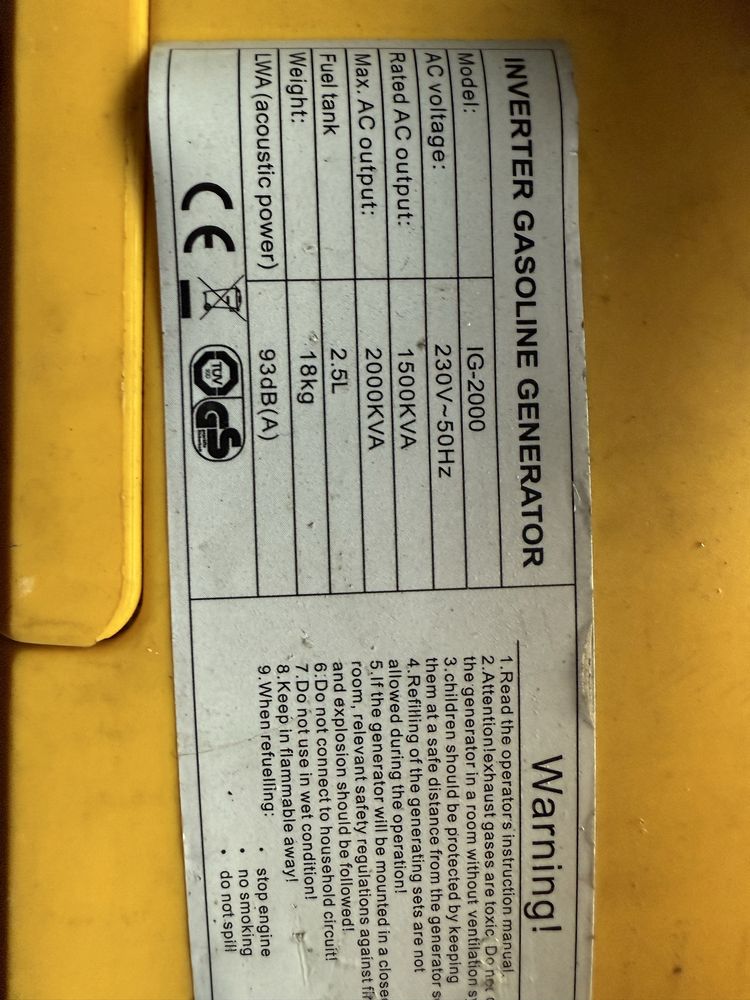 INVERTER GASOLINE GENERATOR
Model: IG-2000
AC voltage: 230V~50Hz
Rated AC output: 1500KVA
Max. AC output: 2000KVA
Fuel tank 2.5L
Weight: 18kg
LWA (acoustic power) 93dB(A)
CE
TUV
GS
Warning!
1.Read the operator's instruction manual
2.Attention!exhaust gases are toxic, Do not
the generator in a room without ventilation
3.children should be protected by keeping
them at a safe distance from the generator
4.Refilling of the generating sets are not
allowed during the operation!
5.If the generator will be mounted in a
room, relevant safety regulations against
and explosion should be followed!
6.Do not connect to household circuit!
7.Do not use in wet condition!
8.Keep in flammable away!
9.When refuelling: • stop engine
• no smoking
• do not spill